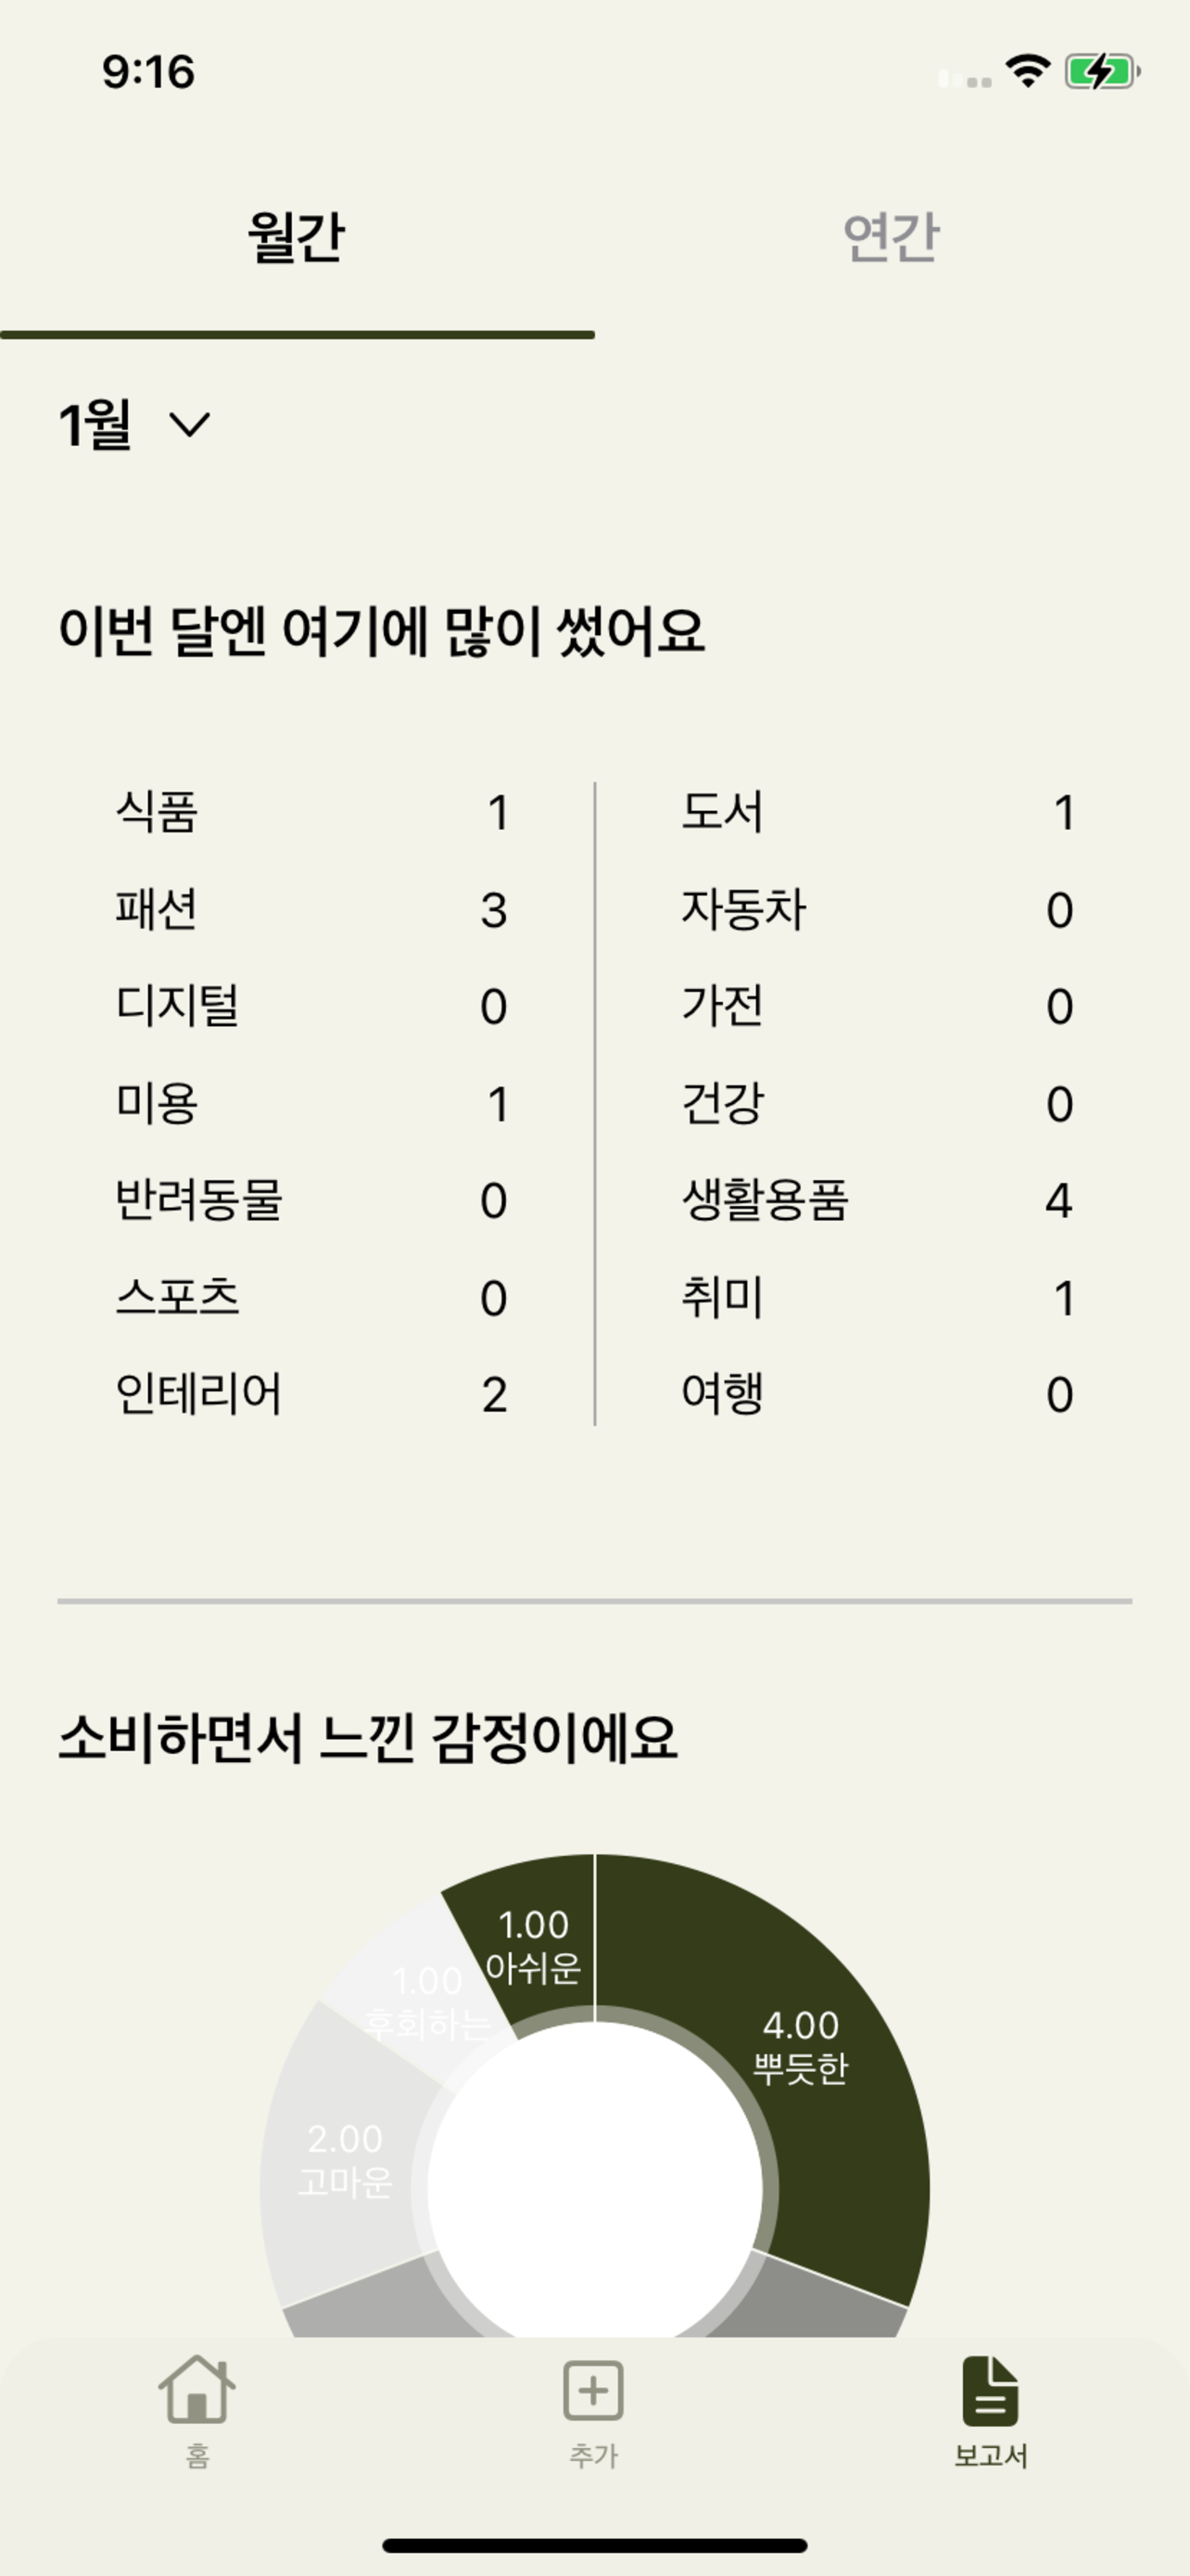 9:16
월간 연간
1월
이번 달엔 여기에 많이 썼어요
식품 1 도서 1
패션 3 자동차 0
디지털 0 가전 0
미용 1 건강 0
반려동물 0 생활용품 4
스포츠 0 취미 1
인테리어 2 여행 0
소비하면서 느낀 감정이에요
1.00
아쉬운
1.00
후회하는
4.00
뿌듯한
2.00
고마운
홈 추가 보고서